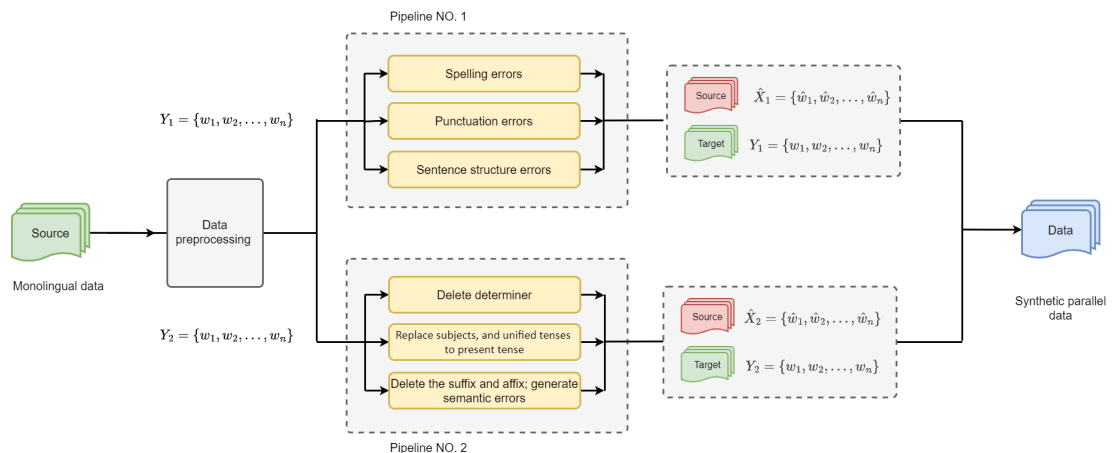 Pipeline NO. 1
Spelling errors
Punctuation errors
Sentence structure errors
Y₁ = {w₁, w₂, . . . , wₙ}
Source
X̂₁ = {ŵ₁, ŵ₂, . . . , ŵₙ}
Target
Y₁ = {w₁, w₂, . . . , wₙ}
Source
Monolingual data
Data
preprocessing
Data
Synthetic parallel
data
Y₂ = {w₁, w₂, . . . , wₙ}
Delete determiner
Replace subjects, and unified tenses
to present tense
Delete the suffix and affix; generate
semantic errors
Pipeline NO. 2
Source
X̂₂ = {ŵ₁, ŵ₂, . . . , ŵₙ}
Target
Y₂ = {w₁, w₂, . . . , wₙ}